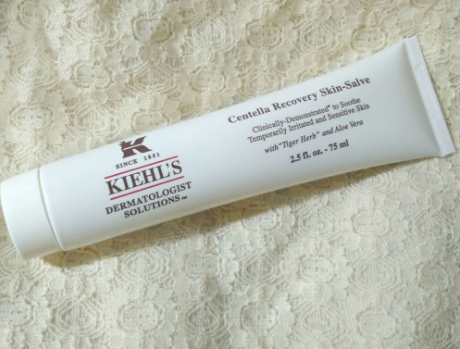 K
SINCE 1851
KIEHL'S
DERMATOLOGIST
SOLUTIONS™
Centella Recovery Skin-Salve
Clinically-Demonstrated* to Soothe
Temporarily Irritated and Sensitive Skin
with "Tiger Herb" and Aloe Vera
2.5 fl. oz. - 75 ml